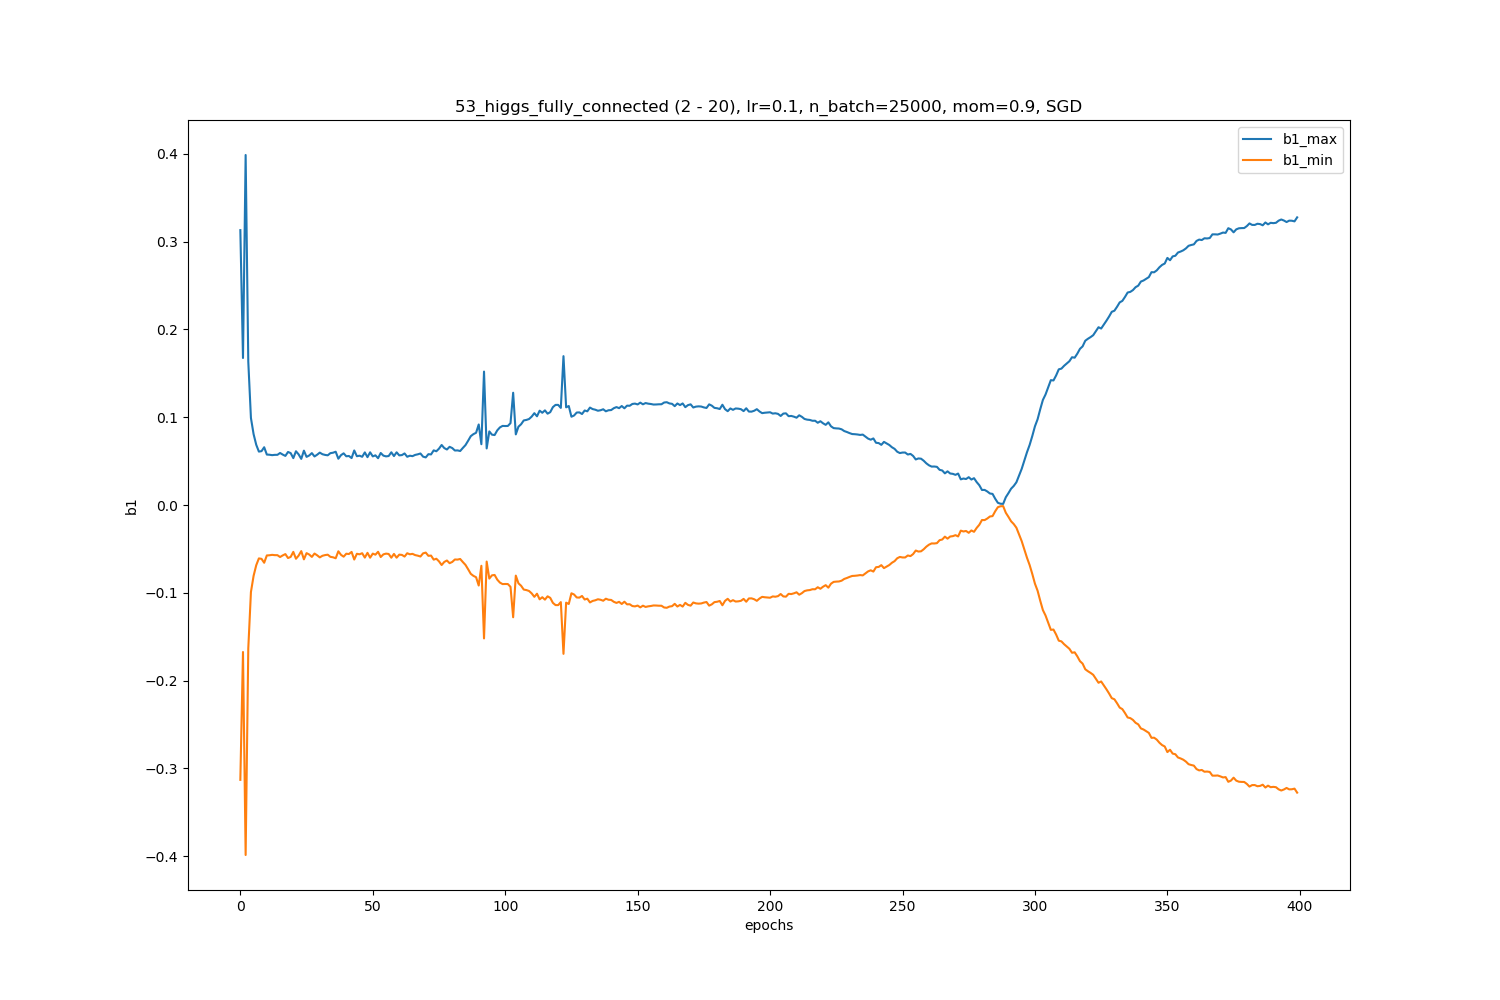 53_higgs_fully_connected (2 - 20), lr=0.1, n_batch=25000, mom=0.9, SGD
b1_max
b1_min
0.4
0.3
0.2
0.1
0.0
−0.1
−0.2
−0.3
−0.4
b1
0 50 100 150 200 250 300 350 400
epochs